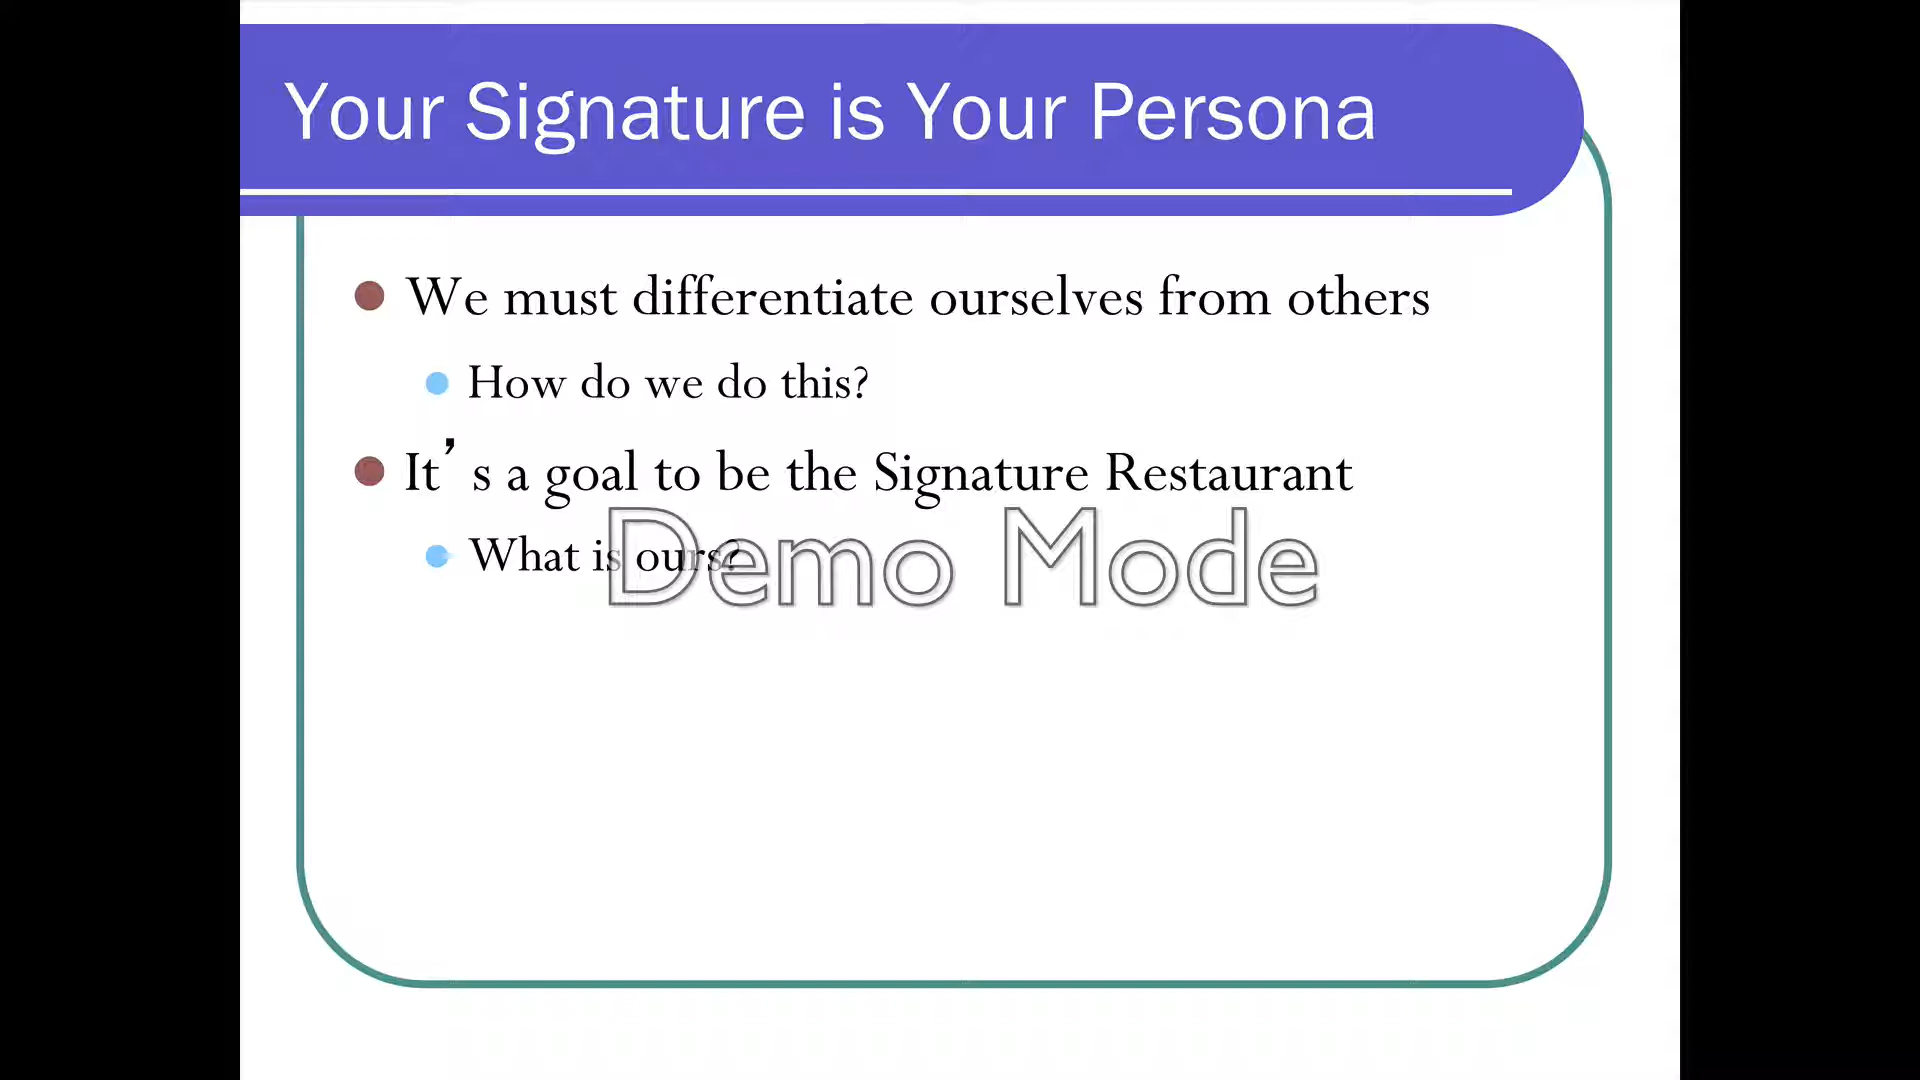 Your Signature is Your Persona
We must differentiate ourselves from others
How do we do this?
It’s a goal to be the Signature Restaurant
What is ours?
Demo Mode